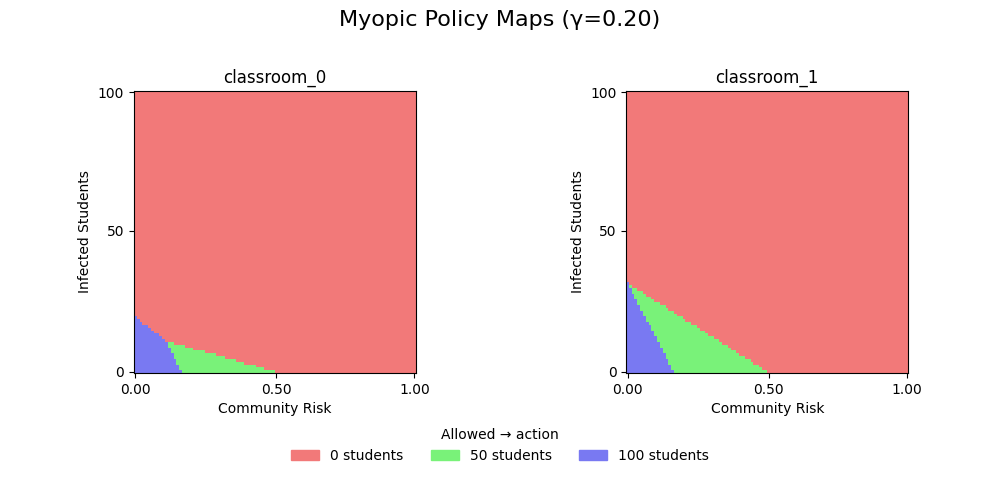 Myopic Policy Maps (γ=0.20)
classroom_0
classroom_1
100
50
0
Infected Students
0.00
0.50
1.00
Community Risk
100
50
0
Infected Students
0.00
0.50
1.00
Community Risk
Allowed → action
0 students
50 students
100 students